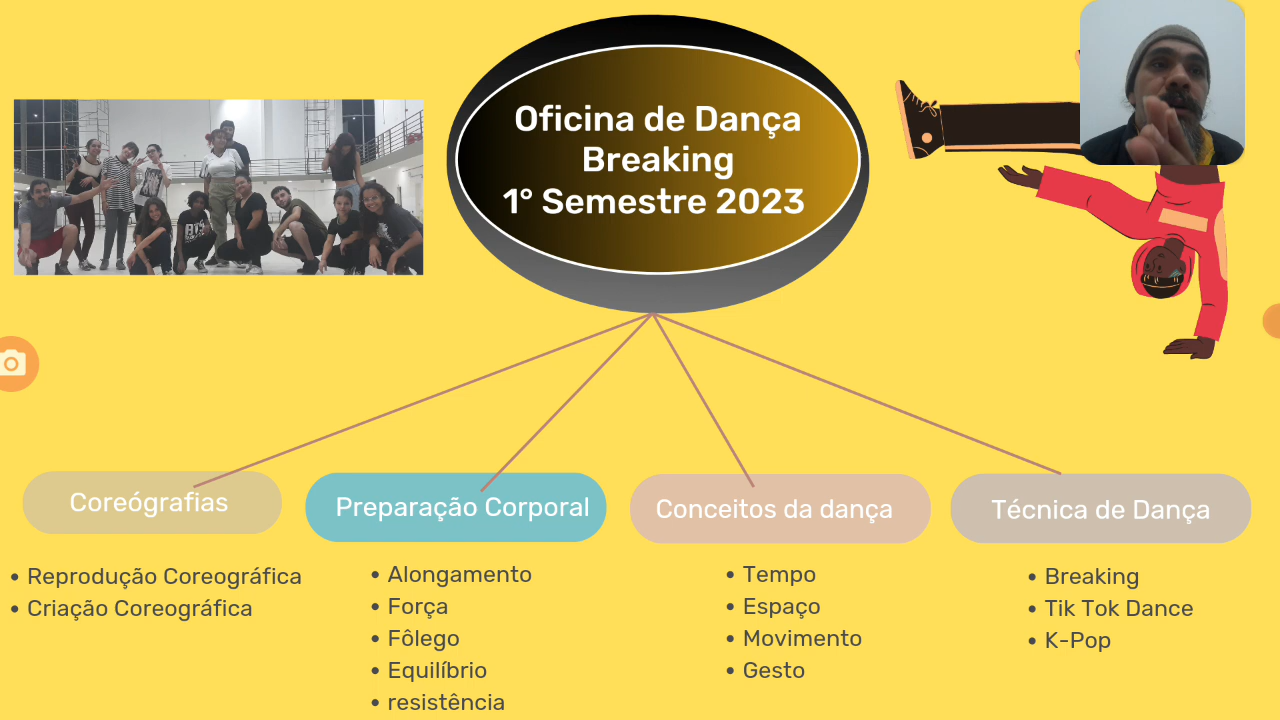 Oficina de Dança
Breaking
1° Semestre 2023
Coreógrafias
Preparação Corporal
Conceitos da dança
Técnica de Dança
• Reprodução Coreográfica
• Criação Coreográfica
• Alongamento
• Força
• Fôlego
• Equilíbrio
• resistência
• Tempo
• Espaço
• Movimento
• Gesto
• Breaking
• Tik Tok Dance
• K-Pop